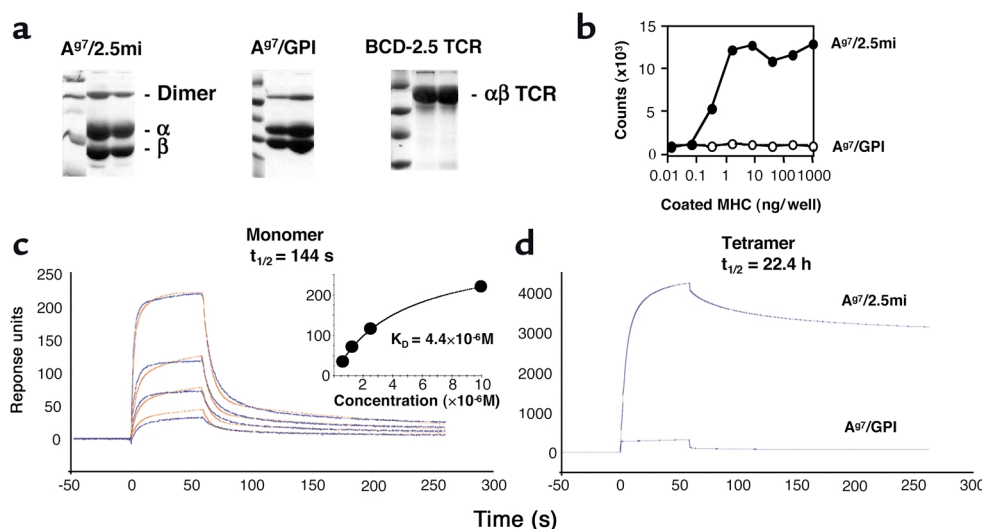 a
Aᵍ⁷/2.5mi
Aᵍ⁷/GPI
BCD-2.5 TCR
- Dimer
- α
- β
- αβ TCR
b
15
10
5
0
Counts (x10³)
0.01 0.1 1 10 100 1000
Coated MHC (ng/well)
Aᵍ⁷/2.5mi
Aᵍ⁷/GPI
c
Monomer
t₁/₂ = 144 s
250
200
150
100
50
0
Reponse units
-50 0 50 100 150 200 250 300
200
100
0
K_D = 4.4×10⁻⁶M
2 4 6 8 10
Concentration (×10⁻⁶M)
d
Tetramer
t₁/₂ = 22.4 h
4000
3000
2000
1000
0
Aᵍ⁷/2.5mi
Aᵍ⁷/GPI
-50 0 50 100 150 200 250 300
Time (s)